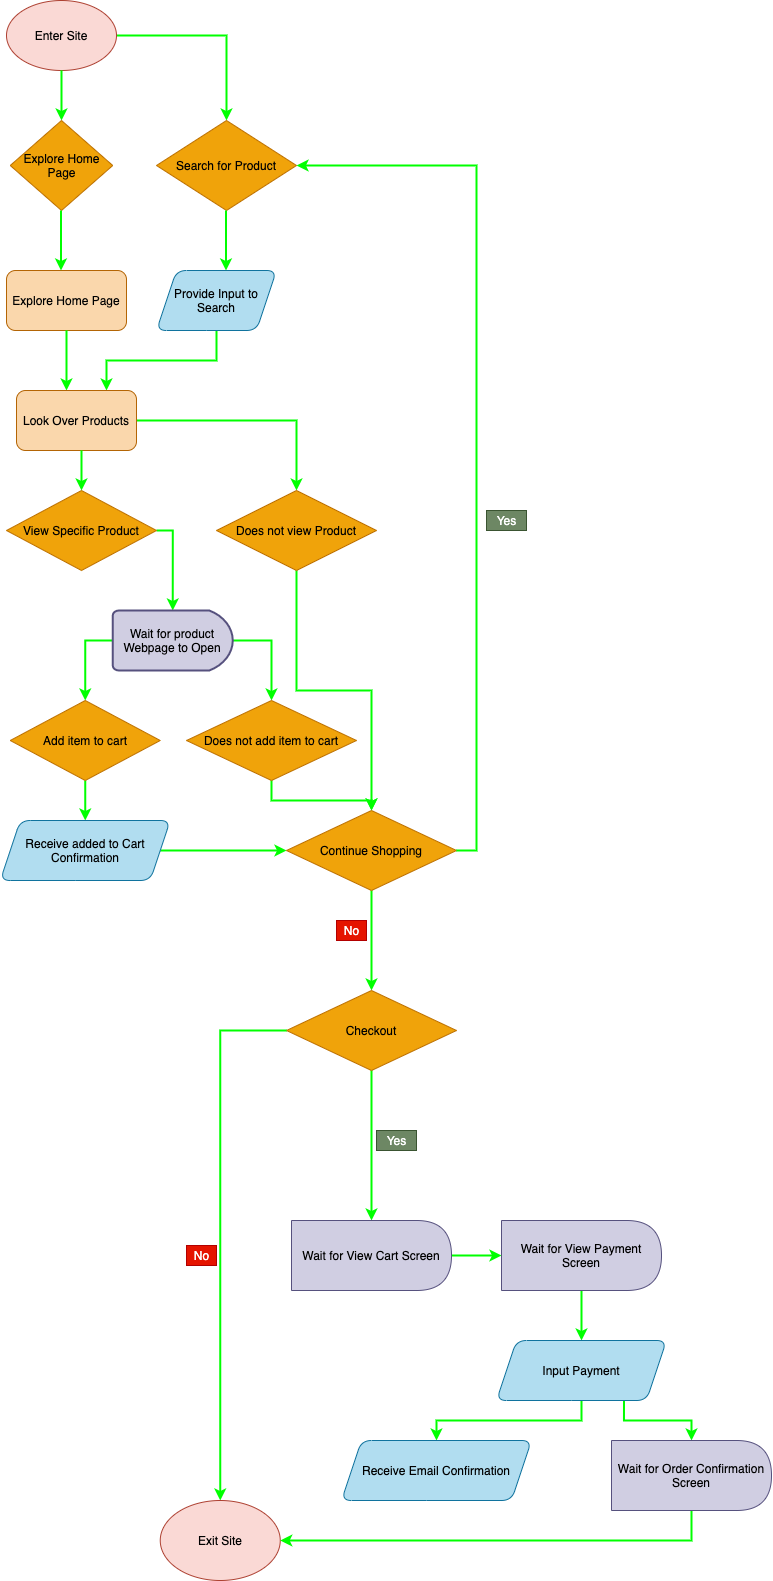 Enter Site
Explore Home
Page
Search for Product
Explore Home Page
Provide Input to
Search
Look Over Products
View Specific Product
Does not view Product
Yes
Wait for product
Webpage to Open
Add item to cart
Does not add item to cart
Receive added to Cart
Confirmation
Continue Shopping
No
Checkout
Yes
No
Wait for View Cart Screen
Wait for View Payment
Screen
Input Payment
Receive Email Confirmation
Wait for Order Confirmation
Screen
Exit Site